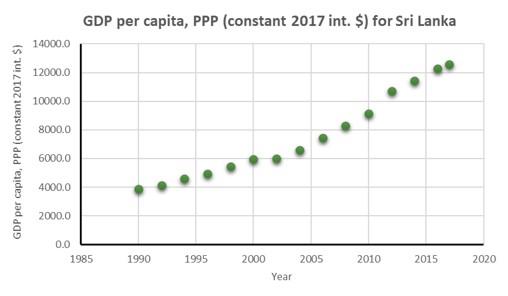 GDP per capita, PPP (constant 2017 int. $) for Sri Lanka
GDP per capita, PPP (constant 2017 int. $)
14000.0
12000.0
10000.0
8000.0
6000.0
4000.0
2000.0
0.0
1985 1990 1995 2000 2005 2010 2015 2020
Year